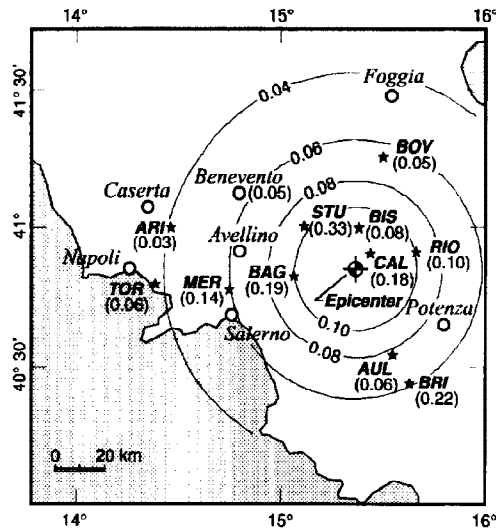 14°
15°
16°
41° 30'
41°
40° 30'
0.04
Foggia
0.06
BOV
(0.05)
Benevento
(0.05)
0.08
Caserta
ARI
(0.03)
STU
(0.33)
BIS
(0.08)
Avellino
RIO
(0.10)
Napoli
TOR
(0.06)
MER
(0.14)
BAG
(0.19)
CAL
(0.18)
Epicenter
Potenza
Salerno
0.10
0.08
AUL
(0.06)
BRI
(0.22)
0 20 km
14°
15°
16°